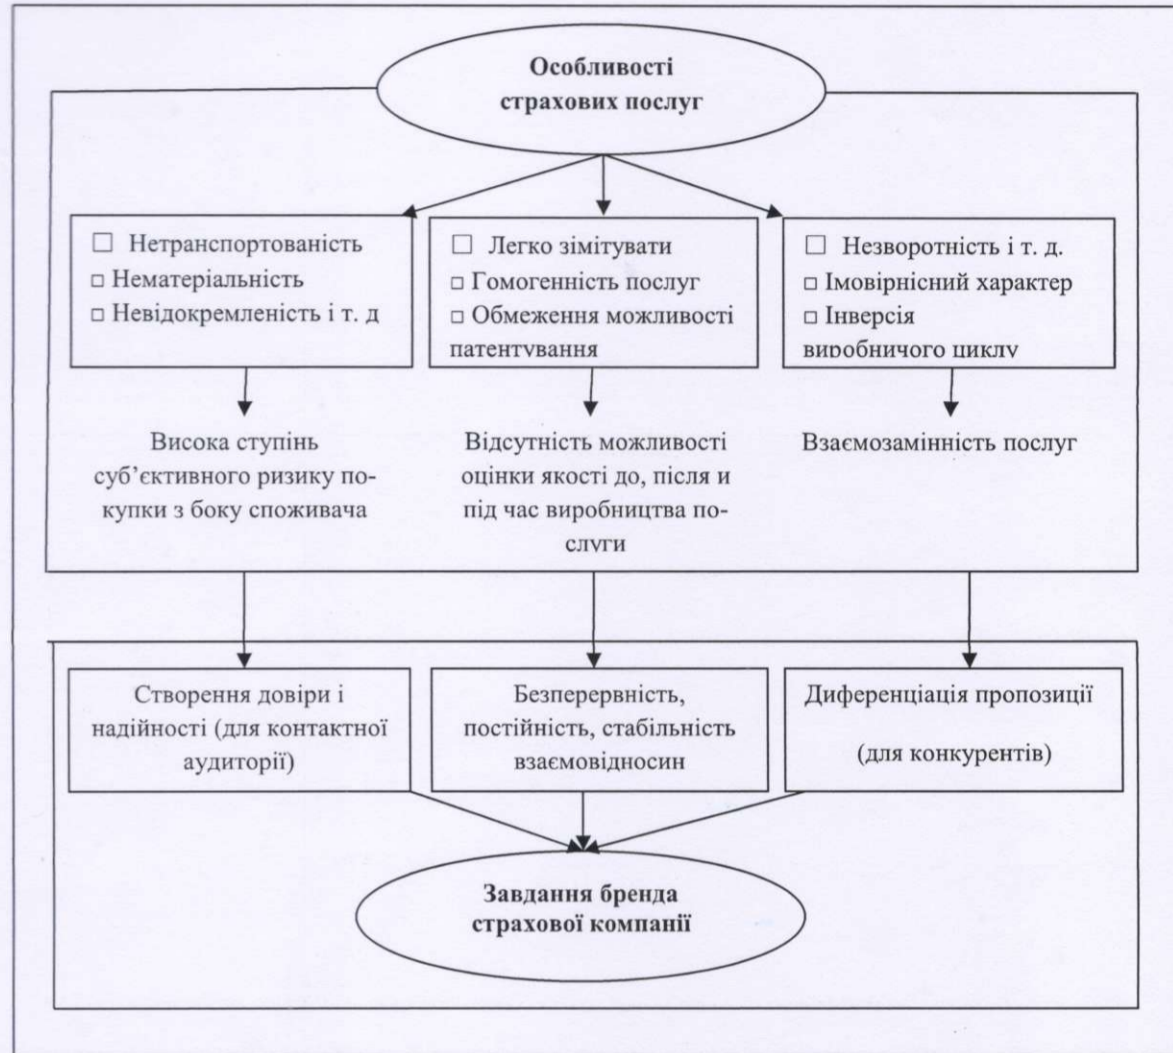 Особливості
страхових послуг
□ Нетранспортованість
□ Нематеріальність
□ Невідокремленість і т. д
□ Легко зімітувати
□ Гомогенність послуг
□ Обмеження можливості
патентування
□ Незворотність і т. д.
□ Імовірнісний характер
□ Інверсія
виробничого циклу
Висока ступінь
суб’єктивного ризику по-
купки з боку споживача
Відсутність можливості
оцінки якості до, після и
під час виробництва по-
слуги
Взаємозамінність послуг
Створення довіри і
надійності (для контактної
аудиторії)
Безперервність,
постійність, стабільність
взаємовідносин
Диференціація пропозиції
(для конкурентів)
Завдання бренда
страхової компанії